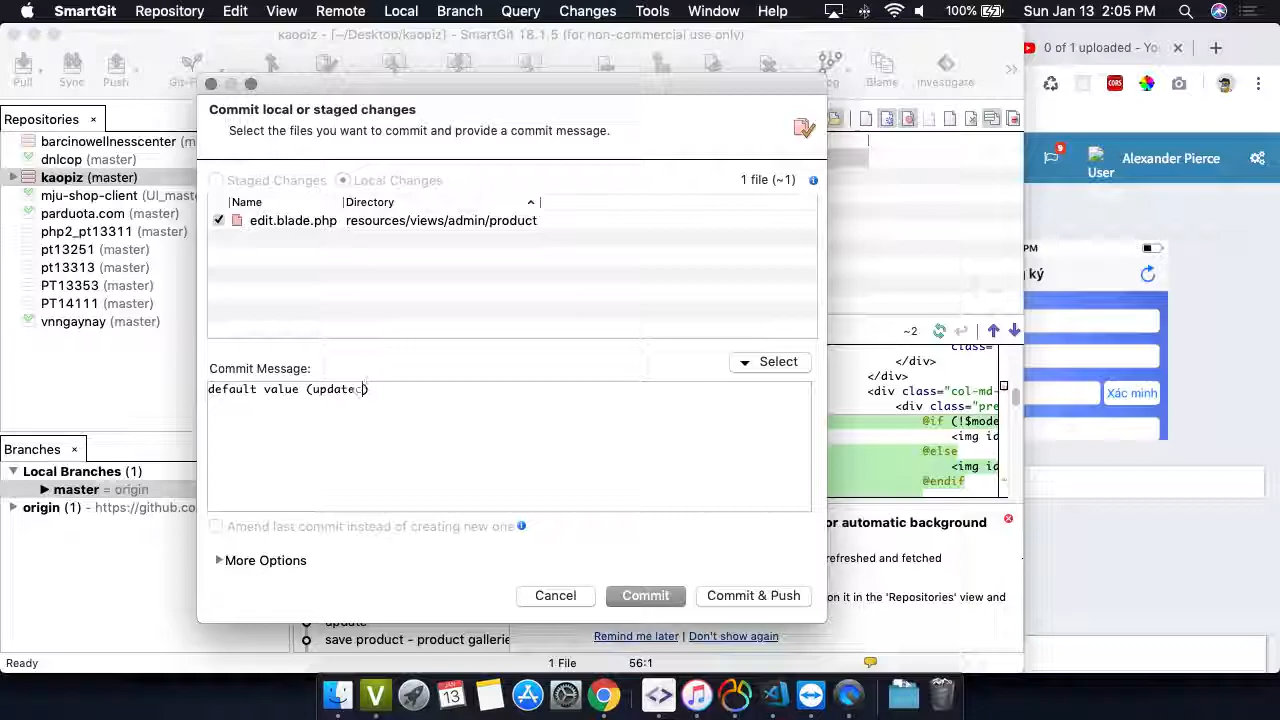 SmartGit Repository Edit View Remote Local Branch Query Changes Tools Window Help 100% Sun Jan 13 2:05 PM
kaopiz - [~/Desktop/kaopiz] - SmartGit 18.1.5 (for non-commercial use only)
0 of 1 uploaded - Yo
Pull Sync Push Blame Investigate
CORS
Repositories
barcinowellnesscenter (m
dnlcop (master)
kaopiz (master)
mju-shop-client (UI_maste
parduota.com (master)
php2_pt13311 (master)
pt13251 (master)
pt13313 (master)
PT13353 (master)
PT14111 (master)
vnngaynay (master)
Branches
Local Branches (1)
master = origin
origin (1) - https://github.co
Commit local or staged changes
Select the files you want to commit and provide a commit message.
Staged Changes Local Changes 1 file (~1)
Name Directory
edit.blade.php resources/views/admin/product
Commit Message: Select
default value (updated)
Amend last commit instead of creating new one
More Options
Cancel Commit Commit & Push
update
save product - product gallerie
~2
class=
</div>
</div>
<div class="col-md-
<div class="pre
@if (!$mode
<img id
@else
<img id
@endif
or automatic background
refreshed and fetched
on it in the 'Repositories' view and
Remind me later | Don't show again
Ready 1 File 56:1
9
User
Alexander Pierce
PM
ký
Xác minh
JAN
13